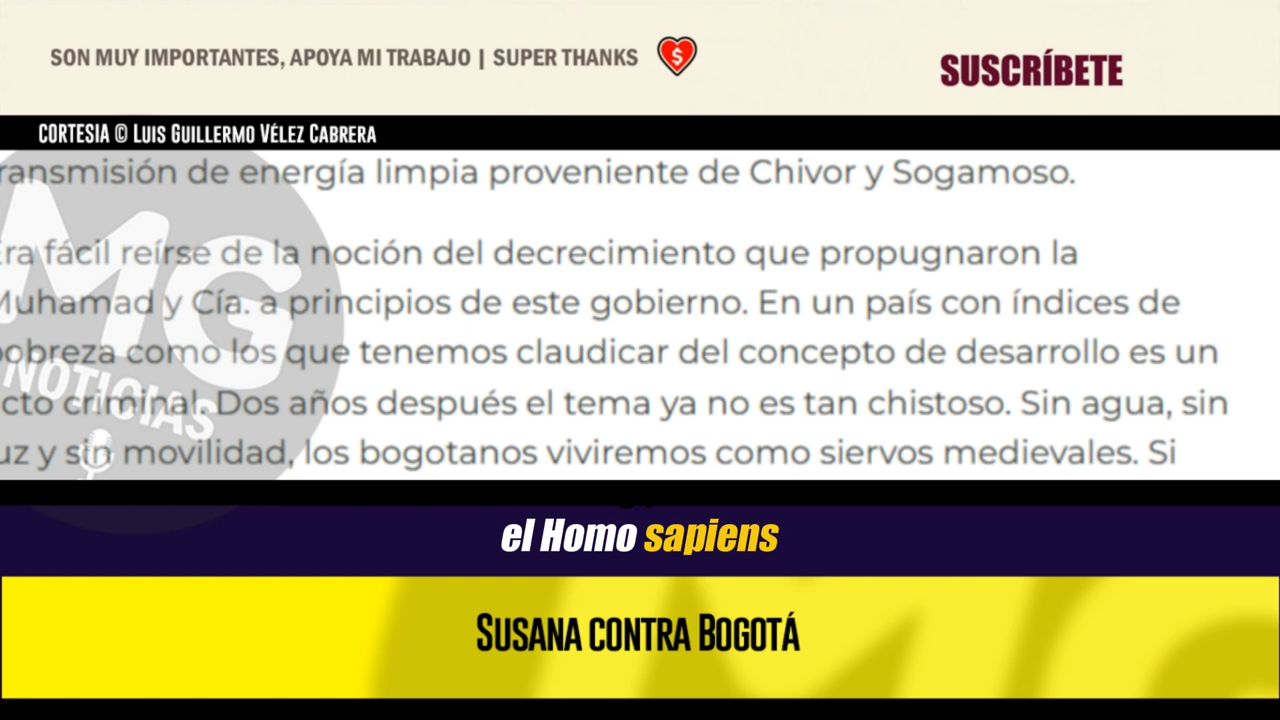 SON MUY IMPORTANTES, APOYA MI TRABAJO | SUPER THANKS $
SUSCRÍBETE
CORTESIA © LUIS GUILLERMO VÉLEZ CABRERA
ransmisión de energía limpia proveniente de Chivor y Sogamoso.
ra fácil reírse de la noción del decrecimiento que propugnaron la
Muhamad y Cía. a principios de este gobierno. En un país con índices de
pobreza como los que tenemos claudicar del concepto de desarrollo es un
cto criminal. Dos años después el tema ya no es tan chistoso. Sin agua, sin
uz y sin movilidad, los bogotanos viviremos como siervos medievales. Si
MG
NOTICIAS
el Homo sapiens
SUSANA CONTRA BOGOTÁ